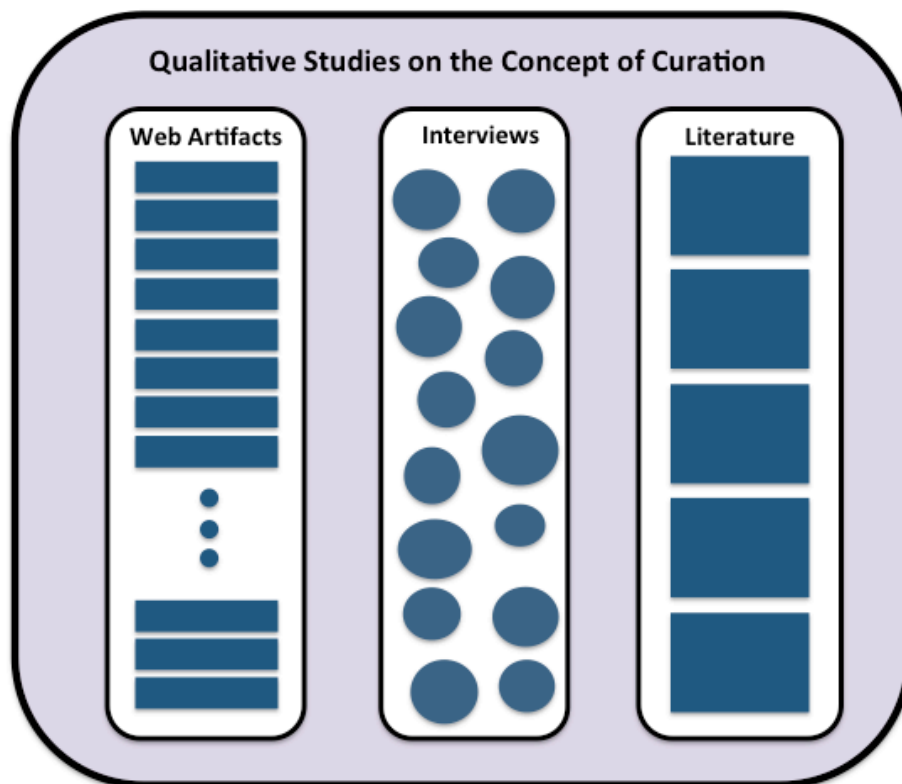 Qualitative Studies on the Concept of Curation
Web Artifacts
Interviews
Literature